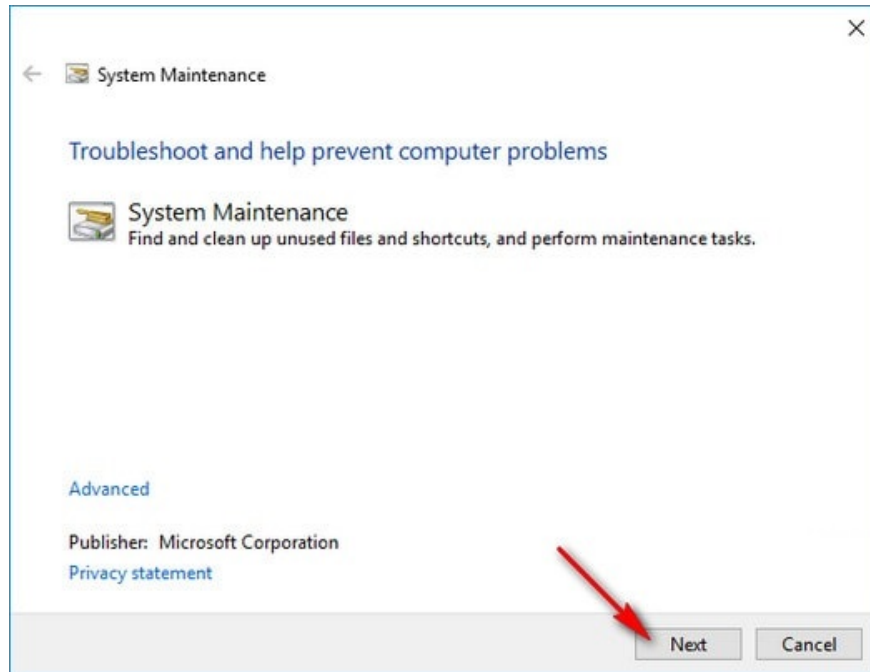 System Maintenance
Troubleshoot and help prevent computer problems
System Maintenance
Find and clean up unused files and shortcuts, and perform maintenance tasks.
Advanced
Publisher: Microsoft Corporation
Privacy statement
Next
Cancel